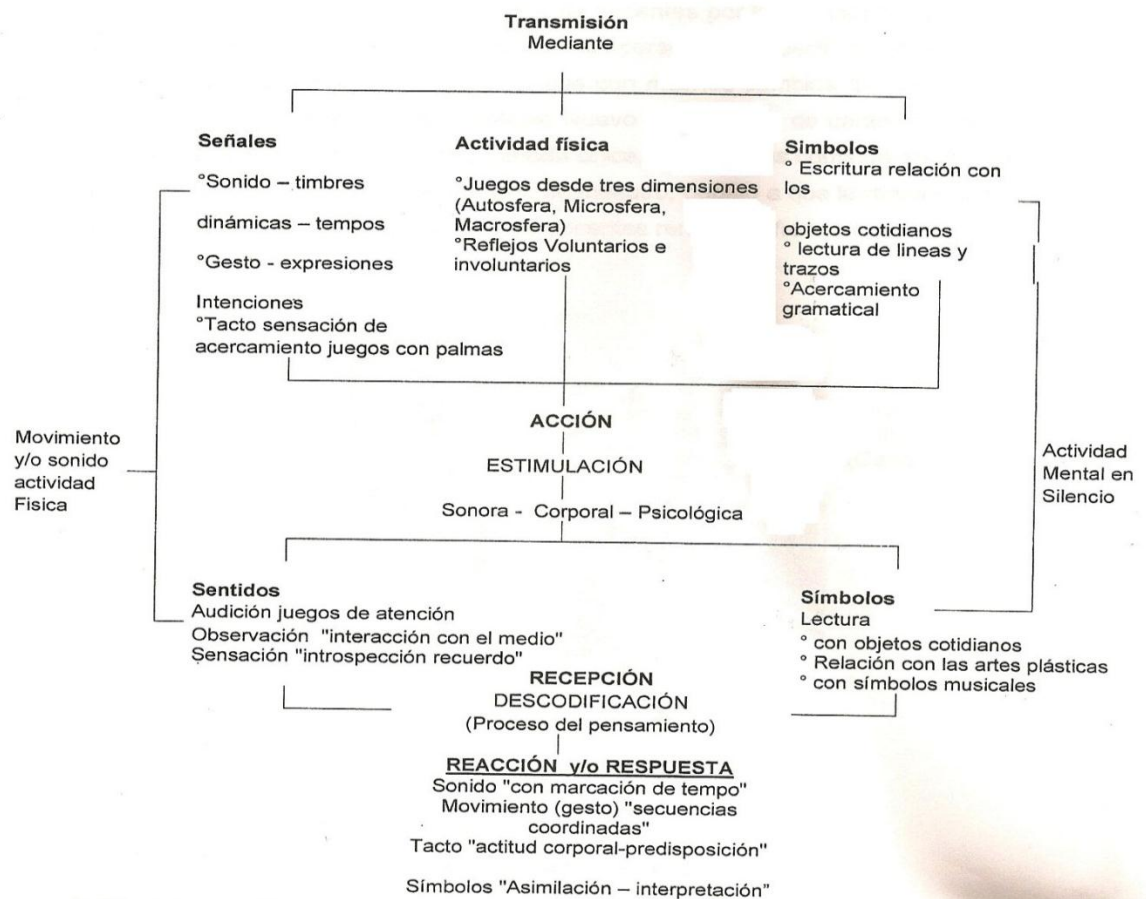 Transmisión
Mediante
Señales
°Sonido – timbres
dinámicas – tempos
°Gesto - expresiones
Intenciones
°Tacto sensación de
acercamiento juegos con palmas
Actividad física
°Juegos desde tres dimensiones
(Autosfera, Microsfera,
Macrosfera)
°Reflejos Voluntarios e
involuntarios
Simbolos
° Escritura relación con
los
objetos cotidianos
° lectura de lineas y
trazos
°Acercamiento
gramatical
Movimiento
y/o sonido
actividad
Fisica
ACCIÓN
ESTIMULACIÓN
Sonora - Corporal – Psicológica
Actividad
Mental en
Silencio
Sentidos
Audición juegos de atención
Observación "interacción con el medio"
Sensación "introspección recuerdo"
Símbolos
Lectura
° con objetos cotidianos
° Relación con las artes plásticas
° con símbolos musicales
RECEPCIÓN
DESCODIFICACIÓN
(Proceso del pensamiento)
REACCIÓN y/o RESPUESTA
Sonido "con marcación de tempo"
Movimiento (gesto) "secuencias
coordinadas"
Tacto "actitud corporal-predisposición"
Símbolos "Asimilación – interpretación"